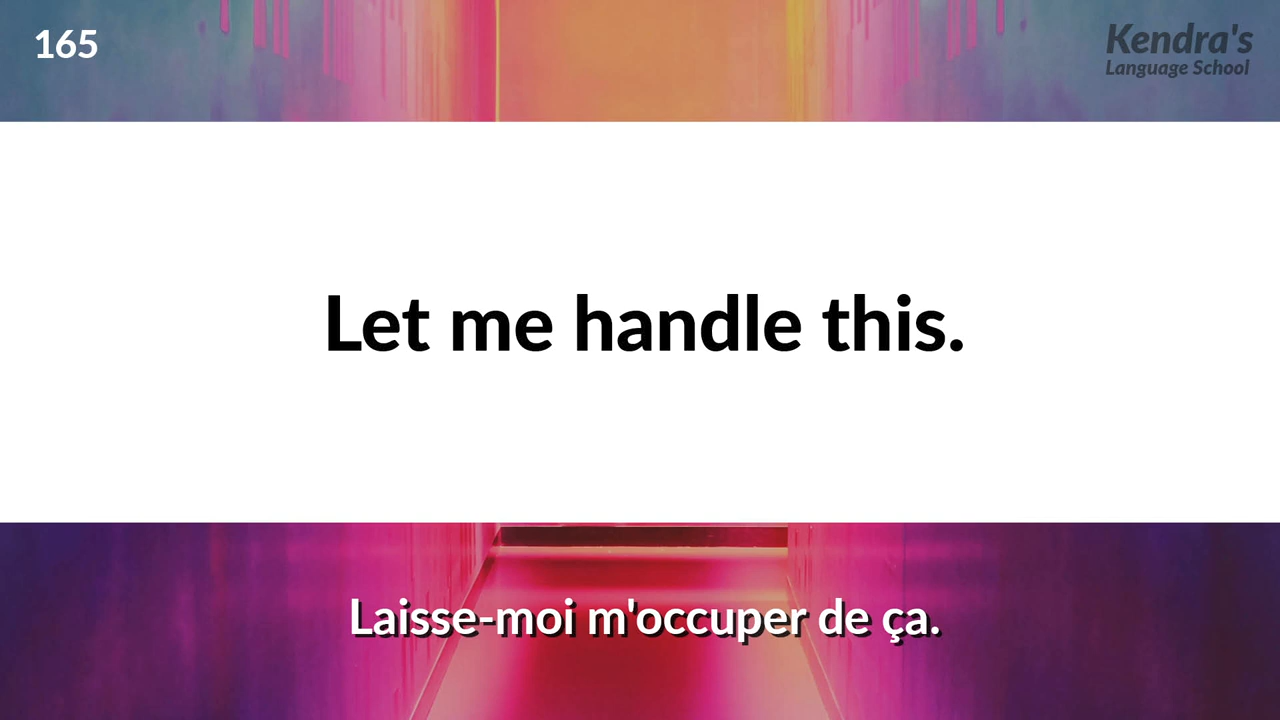 165
Kendra's
Language School
Let me handle this.
Laisse-moi m'occuper de ça.